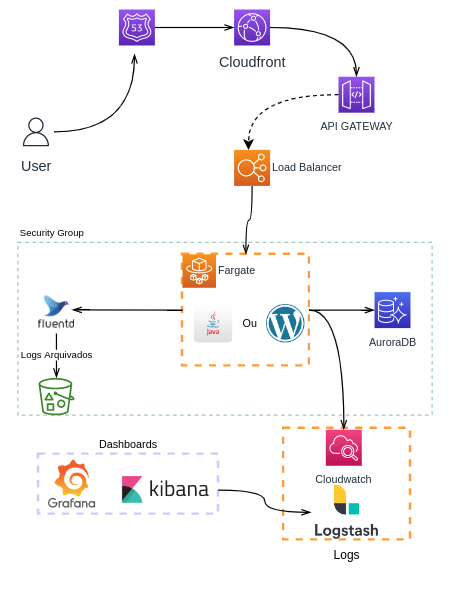 53
Cloudfront
API GATEWAY
User
Load Balancer
Security Group
Fargate
fluentd
Java
Ou
AuroraDB
Logs Arquivados
Dashboards
Grafana
kibana
Cloudwatch
Logstash
Logs